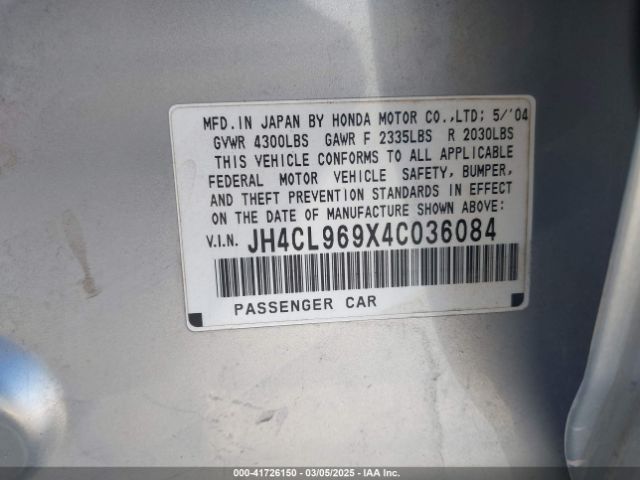 MFD. IN JAPAN BY HONDA MOTOR CO.,LTD; 5/'04
GVWR 4300LBS GAWR F 2335LBS R 2030LBS
THIS VEHICLE CONFORMS TO ALL APPLICABLE
FEDERAL MOTOR VEHICLE SAFETY, BUMPER,
AND THEFT PREVENTION STANDARDS IN EFFECT
ON THE DATE OF MANUFACTURE SHOWN ABOVE:
V.I.N. JH4CL969X4C036084
PASSENGER CAR
000-41726150 - 03/05/2025 - IAA Inc.